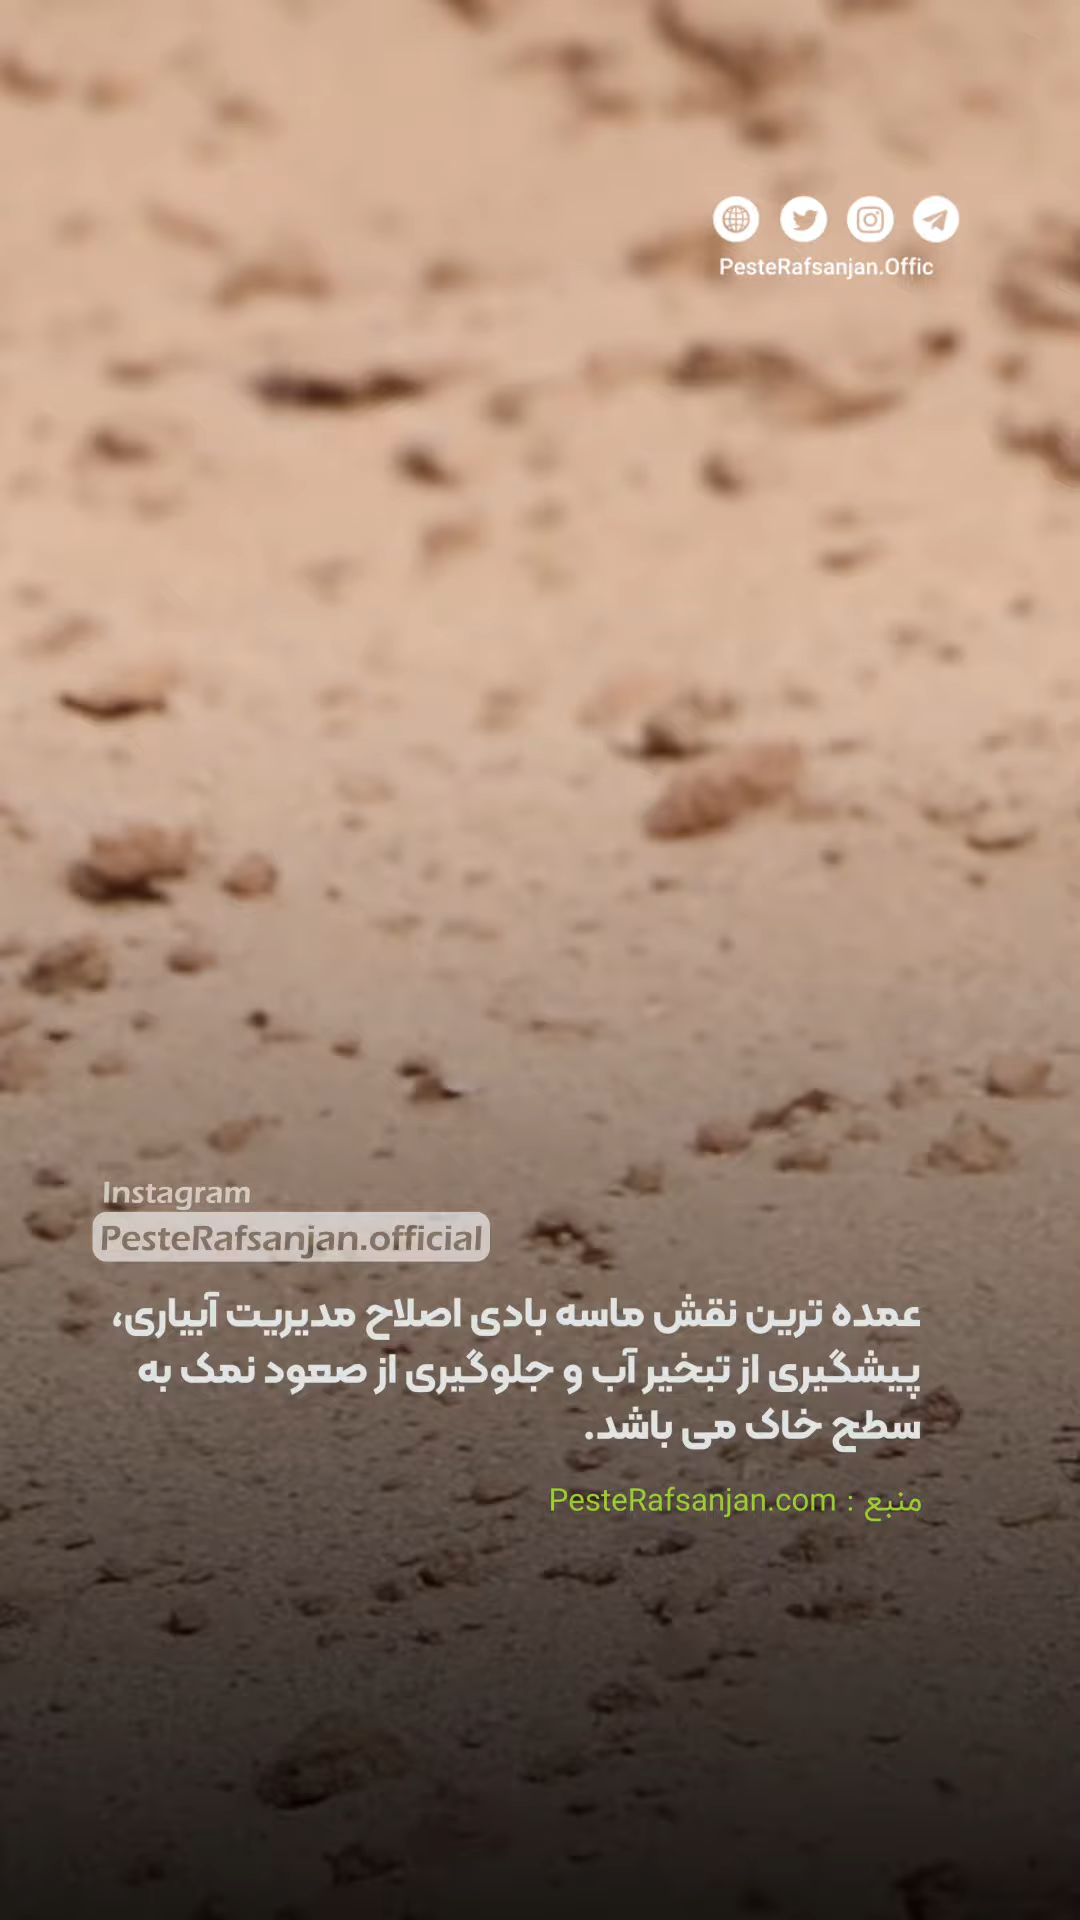 PesteRafsanjan.Offic
Instagram
PesteRafsanjan.official
عمده ترین نقش ماسه بادی اصلاح مدیریت آبیاری،
پیشگیری از تبخیر آب و جلوگیری از صعود نمک به
سطح خاک می باشد.
منبع : PesteRafsanjan.com